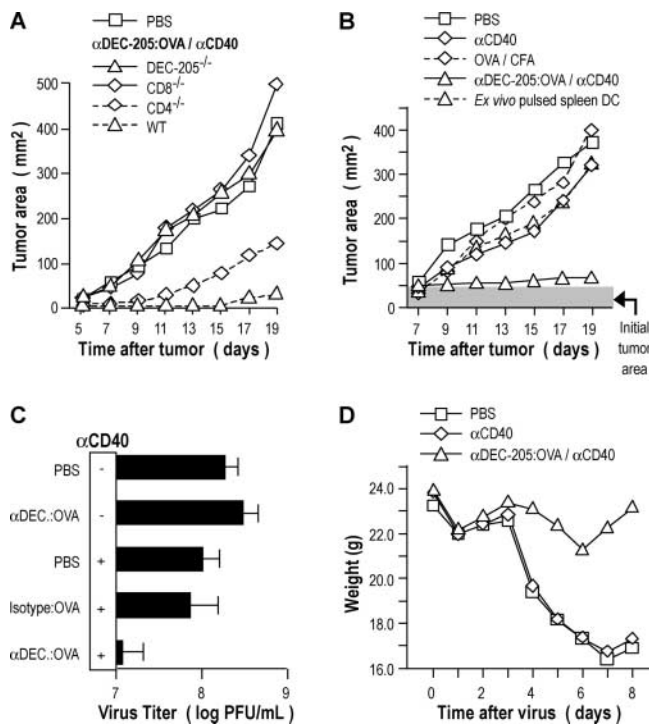 A
PBS
αDEC-205:OVA / αCD40
DEC-205-/-
CD8-/-
CD4-/-
WT
Tumor area ( mm2 )
500
400
300
200
100
0
5 7 9 11 13 15 17 19
Time after tumor ( days )
B
PBS
αCD40
OVA / CFA
αDEC-205:OVA / αCD40
Ex vivo pulsed spleen DC
Tumor area ( mm2 )
400
300
200
100
0
7 9 11 13 15 17 19
Time after tumor ( days )
Initial
tumor
area
C
αCD40
PBS -
αDEC.:OVA -
PBS +
Isotype:OVA +
αDEC.:OVA +
7 8 9
Virus Titer ( log PFU/mL )
D
PBS
αCD40
αDEC-205:OVA / αCD40
Weight (g)
24.0
22.0
20.0
18.0
16.0
0 2 4 6 8
Time after virus ( days )